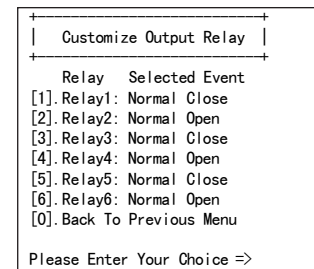 +--------------------------+
|   Customize Output Relay  |
+--------------------------+
Relay   Selected Event
[1].Relay1: Normal Close
[2].Relay2: Normal Open
[3].Relay3: Normal Close
[4].Relay4: Normal Open
[5].Relay5: Normal Close
[6].Relay6: Normal Open
[0].Back To Previous Menu
Please Enter Your Choice =>